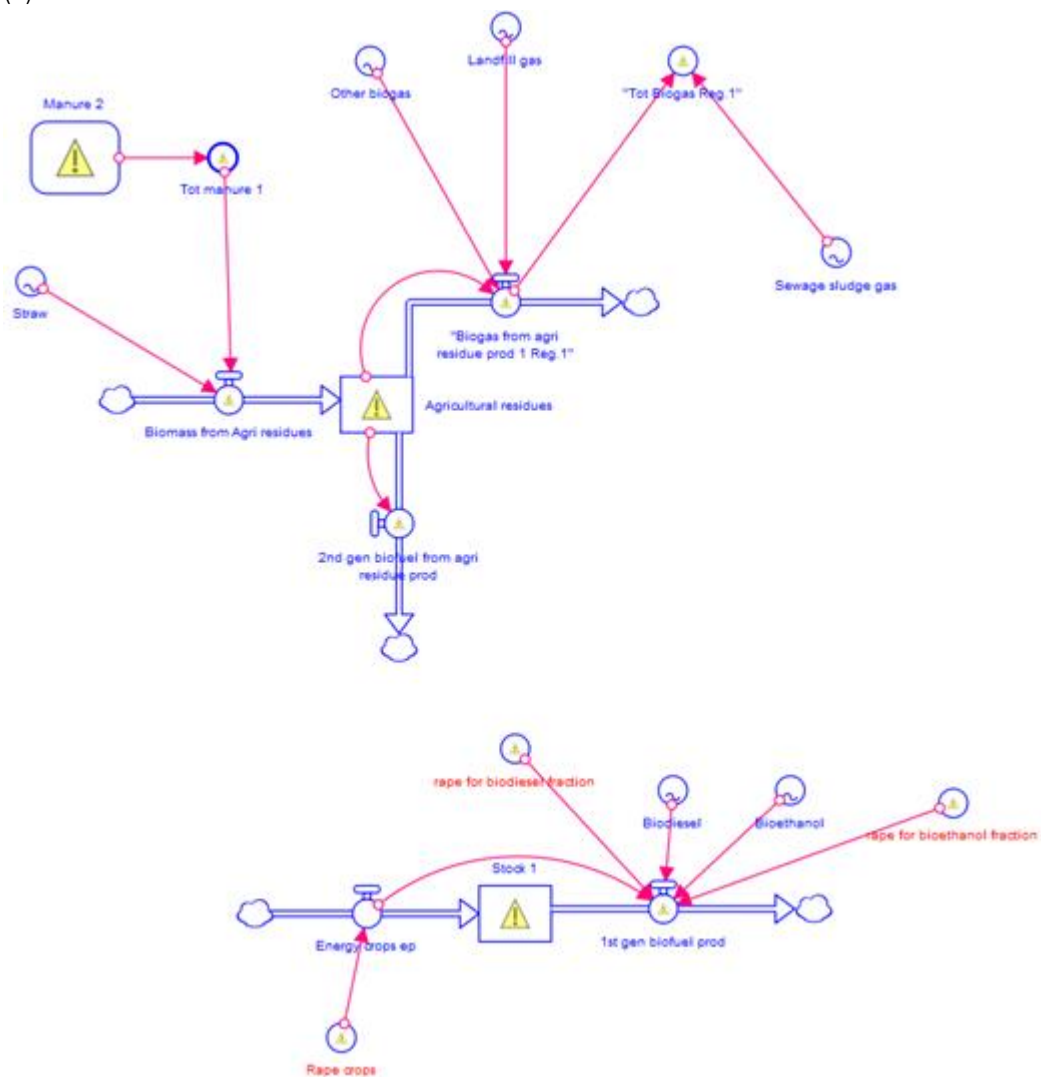 Landfill gas
Other biogas
"Tot Biogas Reg.1"
Manure 2
Tot manure 1
Sewage sludge gas
Straw
"Biogas from agri
residue prod 1 Reg.1"
Agricultural residues
Biomass from Agri residues
2nd gen biofuel from agri
residue prod
rape for biodiesel fraction
Biodiesel
Bioethanol
rape for bioethanol fraction
Stock 1
Energy crops ep
1st gen biofuel prod
Rape crops